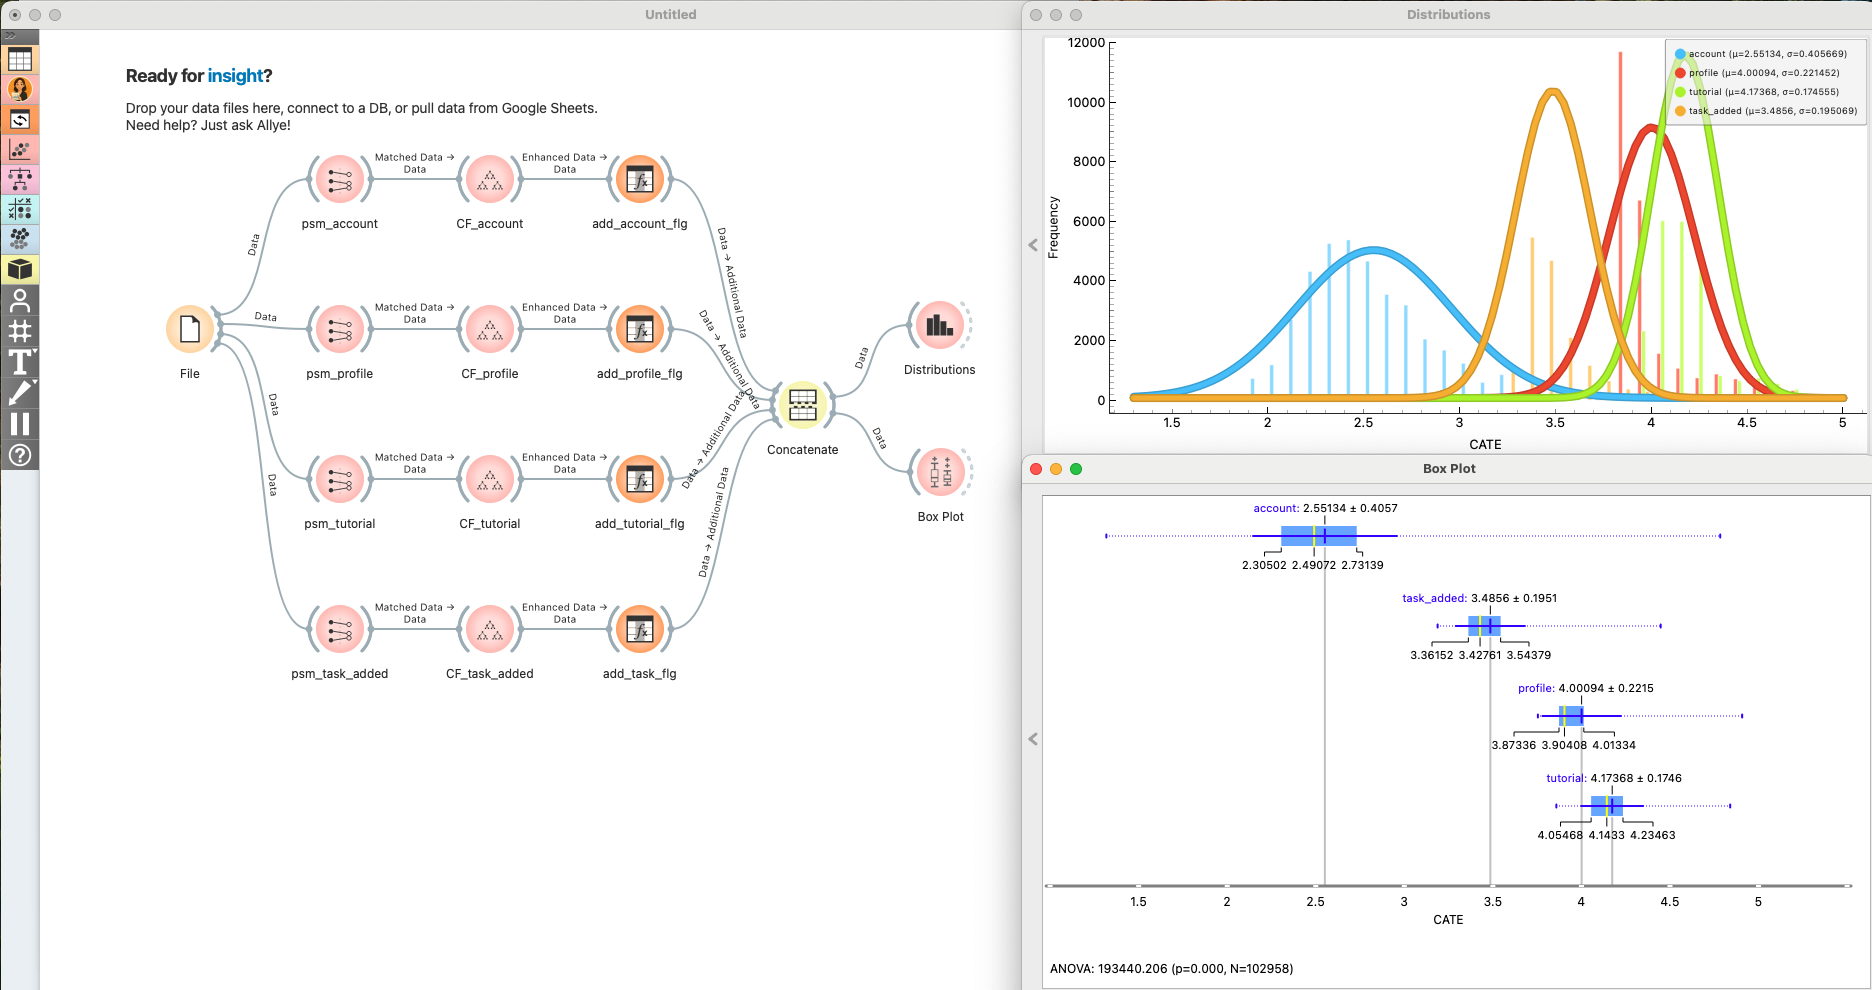 Untitled
Ready for insight?
Drop your data files here, connect to a DB, or pull data from Google Sheets.
Need help? Just ask Allye!
Matched Data → Data
Enhanced Data → Data
psm_account
CF_account
add_account_flg
Data
Data → Additional Data
Data
Matched Data → Data
Enhanced Data → Data
File
psm_profile
CF_profile
add_profile_flg
Data → Additional Data
Data
Distributions
Data
Concatenate
Data
Matched Data → Data
Enhanced Data → Data
Data → Additional Data
psm_tutorial
CF_tutorial
add_tutorial_flg
Box Plot
Data
Data → Additional Data
Matched Data → Data
Enhanced Data → Data
psm_task_added
CF_task_added
add_task_flg
Distributions
12000
10000
8000
6000
4000
2000
0
Frequency
account (μ=2.55134, σ=0.405669)
profile (μ=4.00094, σ=0.221452)
tutorial (μ=4.17368, σ=0.174555)
task_added (μ=3.4856, σ=0.195069)
1.5 2 2.5 3 3.5 4 4.5 5
CATE
Box Plot
account: 2.55134 ± 0.4057
2.30502 2.49072 2.73139
task_added: 3.4856 ± 0.1951
3.36152 3.42761 3.54379
profile: 4.00094 ± 0.2215
3.87336 3.90408 4.01334
tutorial: 4.17368 ± 0.1746
4.05468 4.1433 4.23463
1.5 2 2.5 3 3.5 4 4.5 5
CATE
ANOVA: 193440.206 (p=0.000, N=102958)